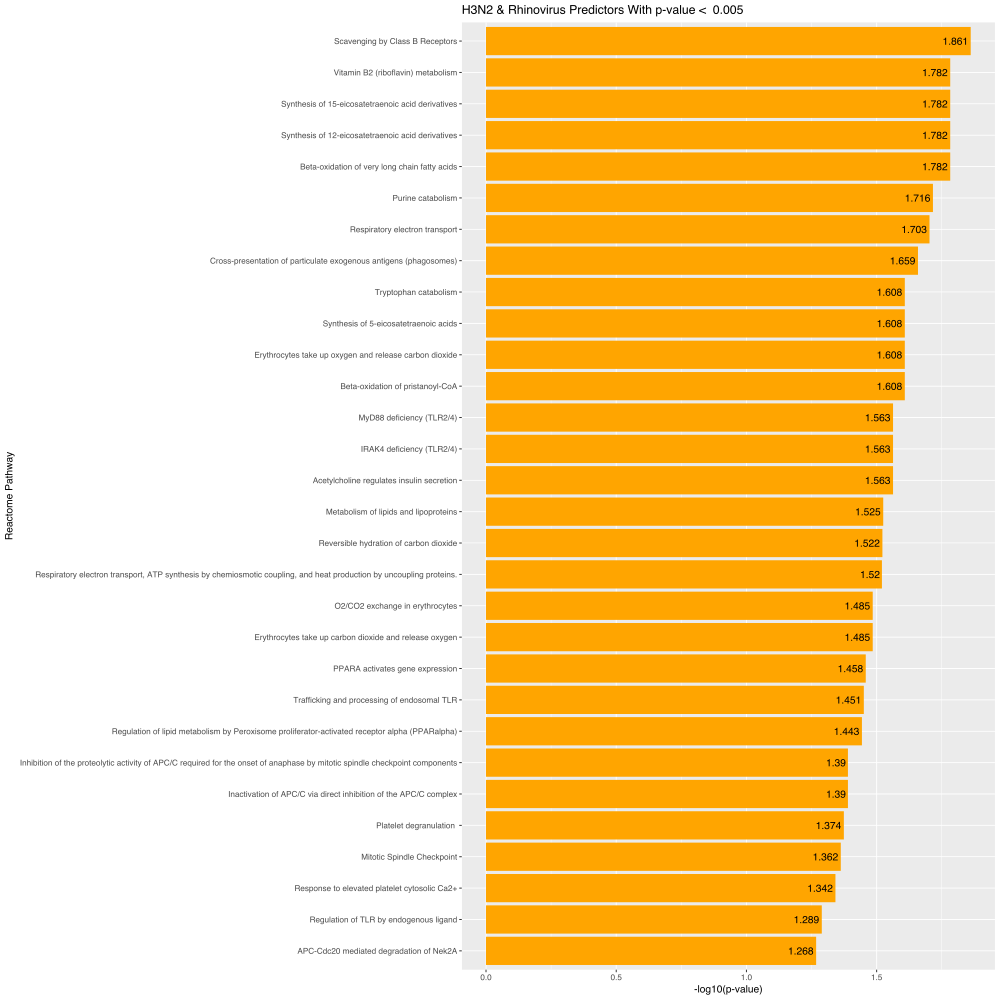 H3N2 & Rhinovirus Predictors With p-value < 0.005
Reactome Pathway
Scavenging by Class B Receptors 1.861
Vitamin B2 (riboflavin) metabolism 1.782
Synthesis of 15-eicosatetraenoic acid derivatives 1.782
Synthesis of 12-eicosatetraenoic acid derivatives 1.782
Beta-oxidation of very long chain fatty acids 1.782
Purine catabolism 1.716
Respiratory electron transport 1.703
Cross-presentation of particulate exogenous antigens (phagosomes) 1.659
Tryptophan catabolism 1.608
Synthesis of 5-eicosatetraenoic acids 1.608
Erythrocytes take up oxygen and release carbon dioxide 1.608
Beta-oxidation of pristanoyl-CoA 1.608
MyD88 deficiency (TLR2/4) 1.563
IRAK4 deficiency (TLR2/4) 1.563
Acetylcholine regulates insulin secretion 1.563
Metabolism of lipids and lipoproteins 1.525
Reversible hydration of carbon dioxide 1.522
Respiratory electron transport, ATP synthesis by chemiosmotic coupling, and heat production by uncoupling proteins. 1.52
O2/CO2 exchange in erythrocytes 1.485
Erythrocytes take up carbon dioxide and release oxygen 1.485
PPARA activates gene expression 1.458
Trafficking and processing of endosomal TLR 1.451
Regulation of lipid metabolism by Peroxisome proliferator-activated receptor alpha (PPARalpha) 1.443
Inhibition of the proteolytic activity of APC/C required for the onset of anaphase by mitotic spindle checkpoint components 1.39
Inactivation of APC/C via direct inhibition of the APC/C complex 1.39
Platelet degranulation 1.374
Mitotic Spindle Checkpoint 1.362
Response to elevated platelet cytosolic Ca2+ 1.342
Regulation of TLR by endogenous ligand 1.289
APC-Cdc20 mediated degradation of Nek2A 1.268
0.0 0.5 1.0 1.5
-log10(p-value)